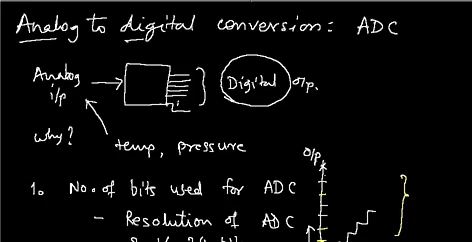 Analog to digital conversion: ADC
Analog i/p
Digital o/p.
why?
temp, pressure
o/p
1. No. of bits used for ADC
- Resolution of ADC